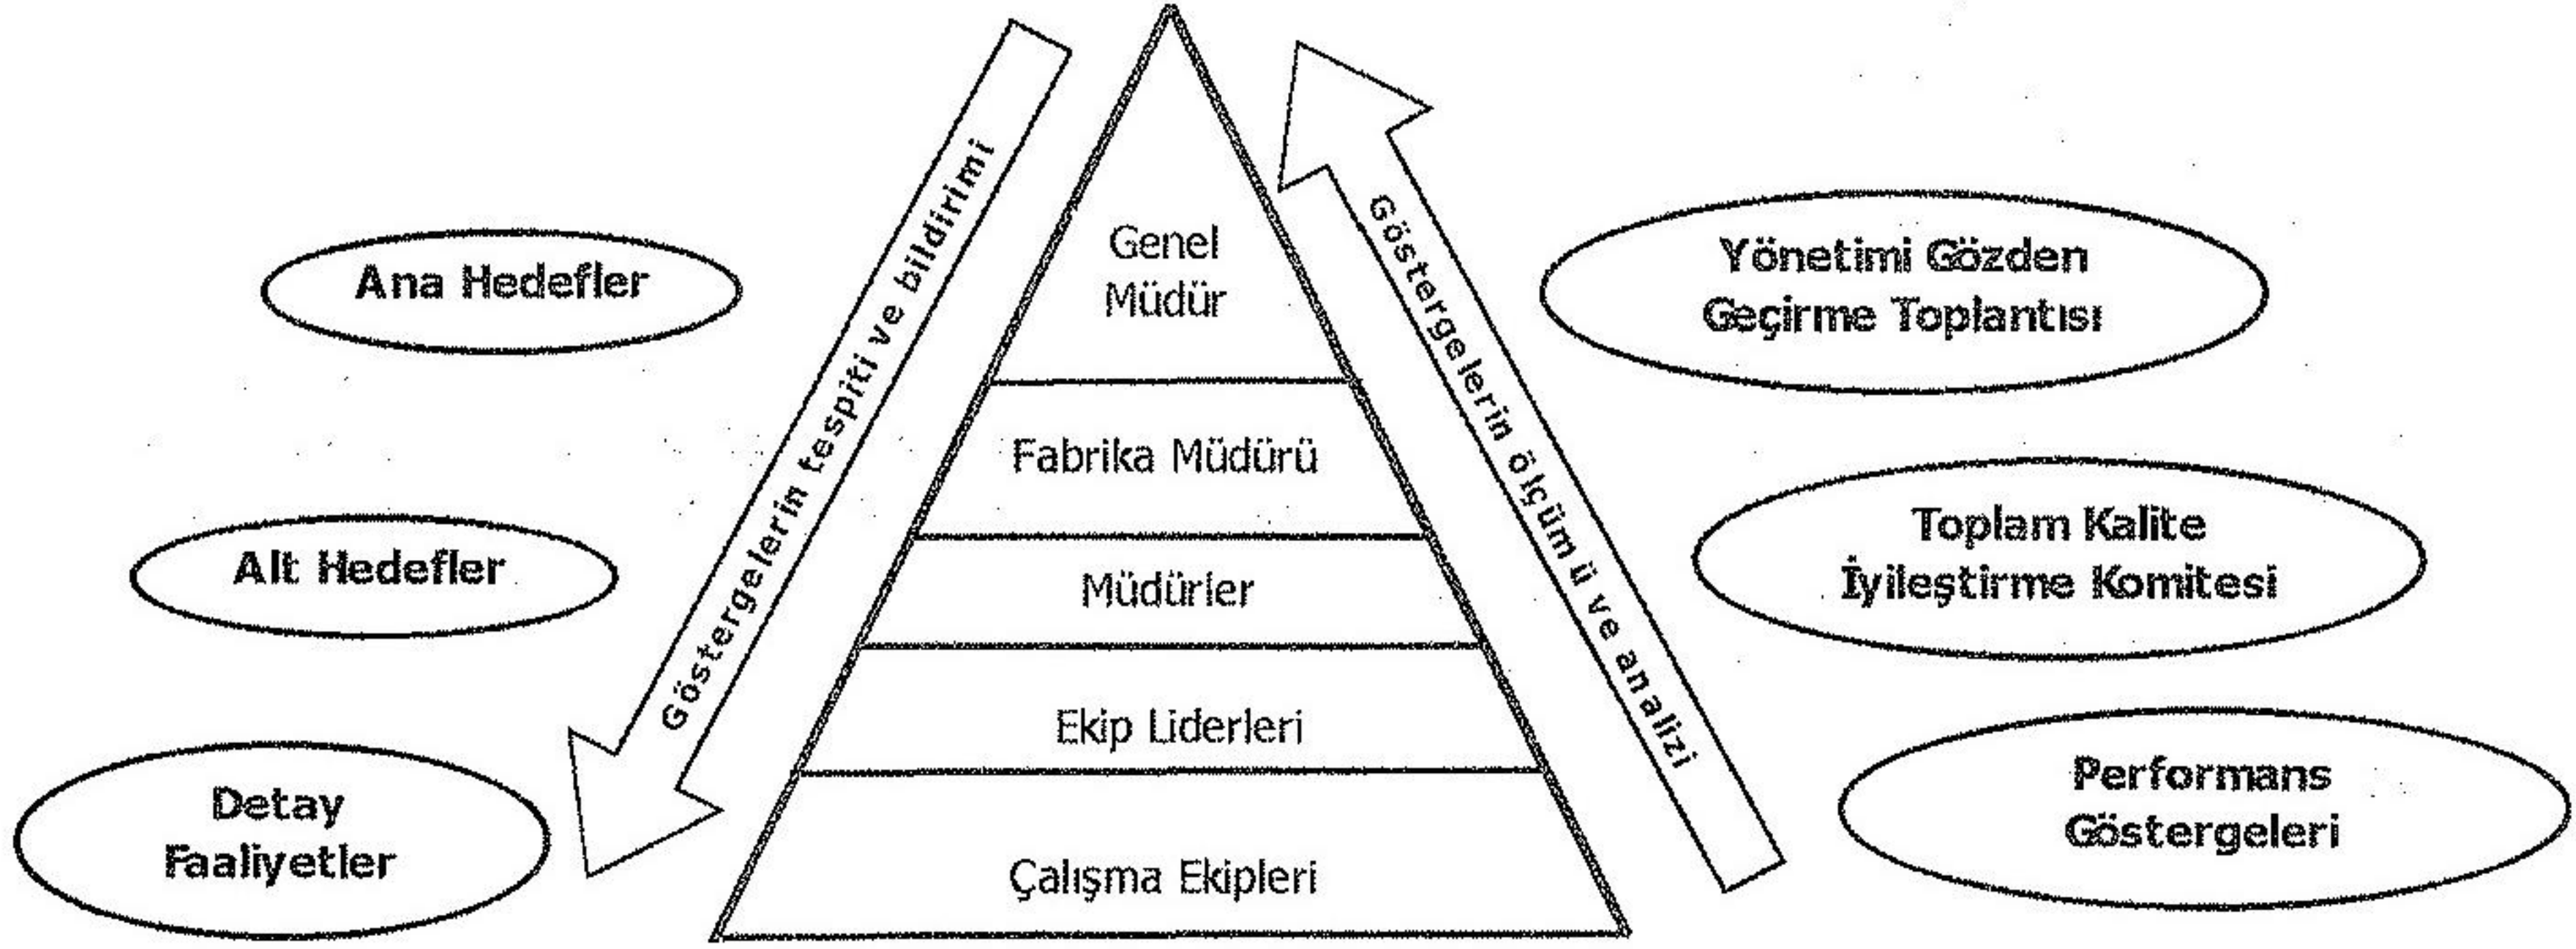 Ana Hedefler
Alt Hedefler
Detay
Faaliyetler
Göstergelerin tespiti ve bildirimi
Genel
Müdür
Fabrika Müdürü
Müdürler
Ekip Liderleri
Çalışma Ekipleri
Göstergelerin ölçümü ve analizi
Yönetimi Gözden
Geçirme Toplantısı
Toplam Kalite
İyileştirme Komitesi
Performans
Göstergeleri